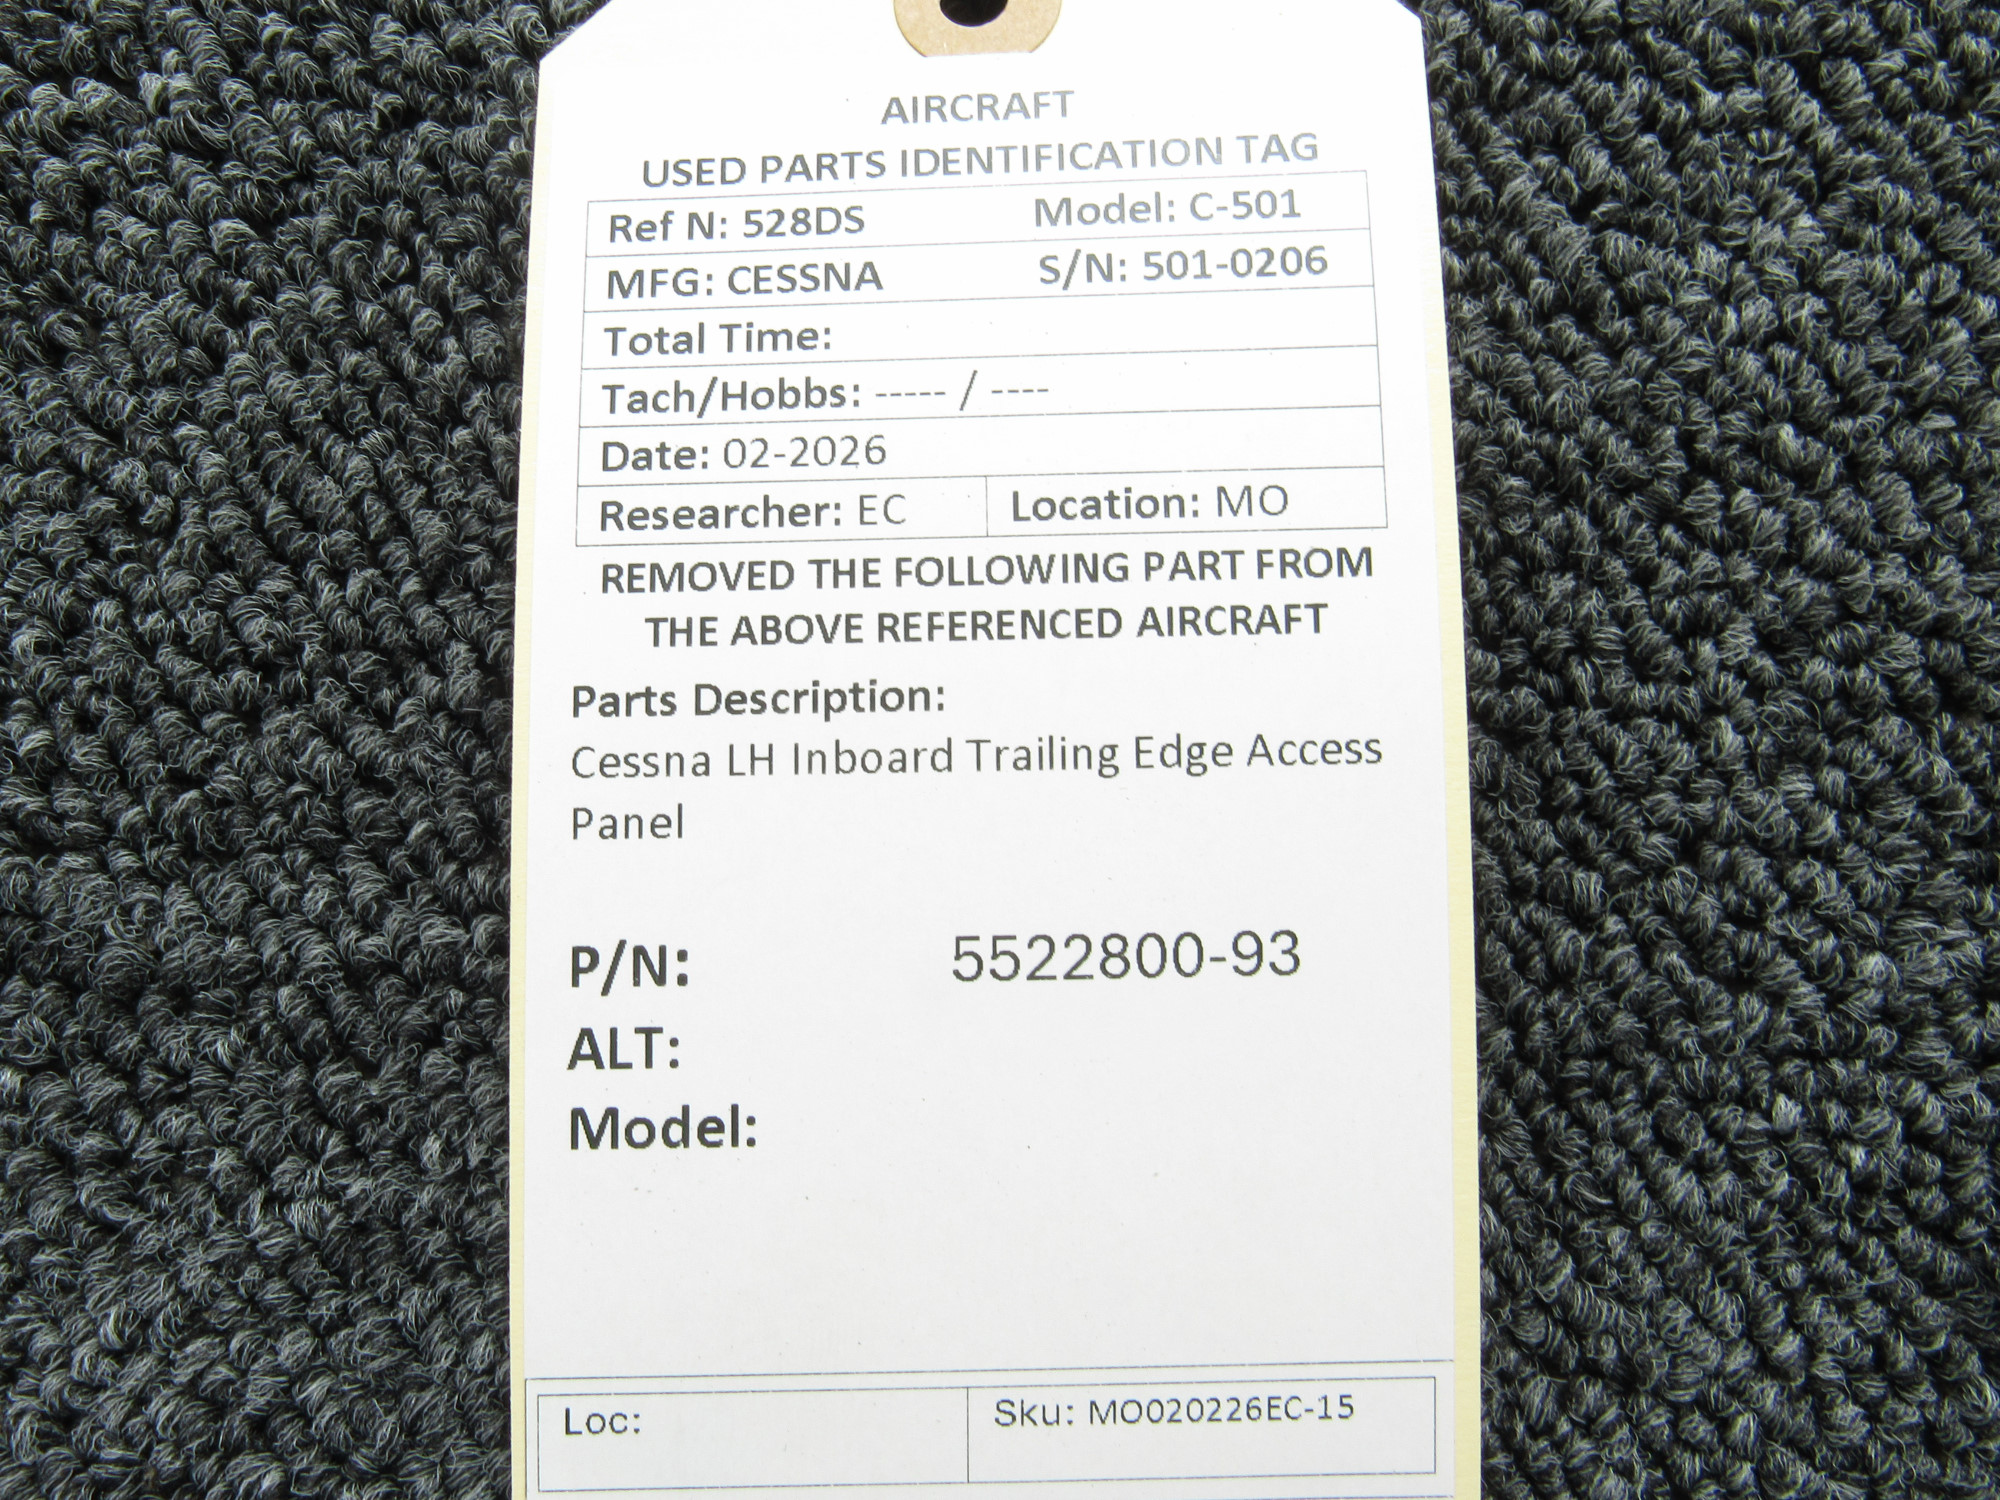 AIRCRAFT
USED PARTS IDENTIFICATION TAG
Ref N: 528DS Model: C-501
MFG: CESSNA S/N: 501-0206
Total Time:
Tach/Hobbs: ----- / ----
Date: 02-2026
Researcher: EC Location: MO
REMOVED THE FOLLOWING PART FROM
THE ABOVE REFERENCED AIRCRAFT
Parts Description:
Cessna LH Inboard Trailing Edge Access
Panel
P/N: 5522800-93
ALT:
Model:
Loc: Sku: MO020226EC-15